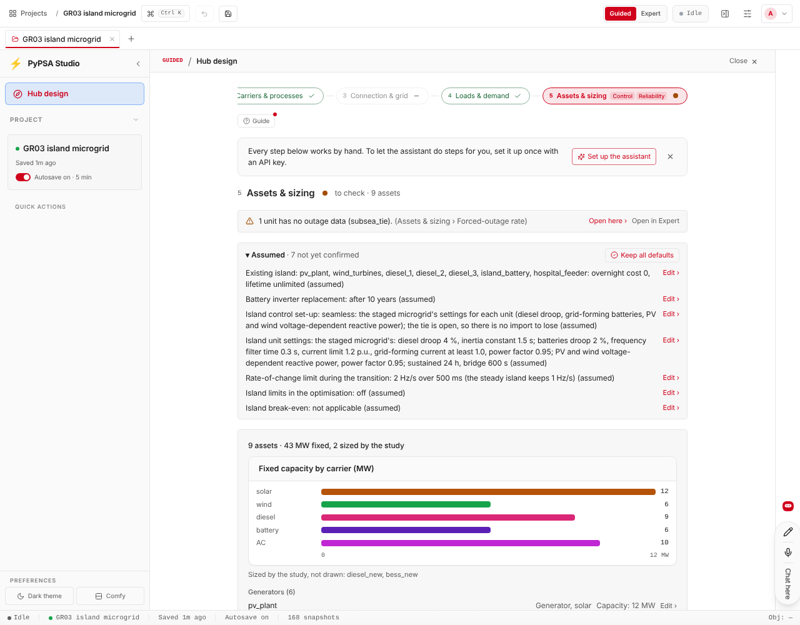 Projects / GR03 island microgrid Ctrl K Guided Expert Idle A
GR03 island microgrid × +
PyPSA Studio
GUIDED / Hub design Close ×
Hub design
PROJECT
GR03 island microgrid
Saved 1m ago
Autosave on · 5 min
QUICK ACTIONS
Carriers & processes ✓ 3 Connection & grid – 4 Loads & demand ✓ 5 Assets & sizing Control Reliability
Guide
Every step below works by hand. To let the assistant do steps for you, set it up once with
an API key.
Set up the assistant ×
5 Assets & sizing to check · 9 assets
1 unit has no outage data (subsea_tie). (Assets & sizing › Forced-outage rate) Open here › Open in Expert
▾ Assumed · 7 not yet confirmed Keep all defaults
Existing island: pv_plant, wind_turbines, diesel_1, diesel_2, diesel_3, island_battery, hospital_feeder: overnight cost 0, Edit ›
lifetime unlimited (assumed)
Battery inverter replacement: after 10 years (assumed) Edit ›
Island control set-up: seamless: the staged microgrid's settings for each unit (diesel droop, grid-forming batteries, PV Edit ›
and wind voltage-dependent reactive power); the tie is open, so there is no import to lose (assumed)
Island unit settings: the staged microgrid's: diesel droop 4 %, inertia constant 1.5 s; batteries droop 2 %, frequency Edit ›
filter time 0.3 s, current limit 1.2 p.u., grid-forming current at least 1.0, power factor 0.95; PV and wind voltage-
dependent reactive power, power factor 0.95; sustained 24 h, bridge 600 s (assumed)
Rate-of-change limit during the transition: 2 Hz/s over 500 ms (the steady island keeps 1 Hz/s) (assumed) Edit ›
Island limits in the optimisation: off (assumed) Edit ›
Island break-even: not applicable (assumed) Edit ›
9 assets · 43 MW fixed, 2 sized by the study
Fixed capacity by carrier (MW)
solar 12
wind 6
diesel 9
battery 6
AC 10
0 12 MW
Sized by the study, not drawn: diesel_new, bess_new
Generators (6)
pv_plant Generator, solar Capacity: 12 MW Edit ›
Chat here
PREFERENCES
Dark theme Comfy
Idle GR03 island microgrid Saved 1m ago Autosave on 168 snapshots Obj: —